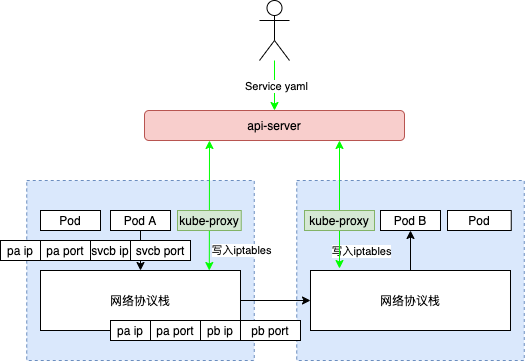 Service yaml
api-server
Pod
Pod A
kube-proxy
kube-proxy
Pod B
Pod
pa ip
pa port
svcb ip
svcb port
写入iptables
写入iptables
网络协议栈
网络协议栈
pa ip
pa port
pb ip
pb port